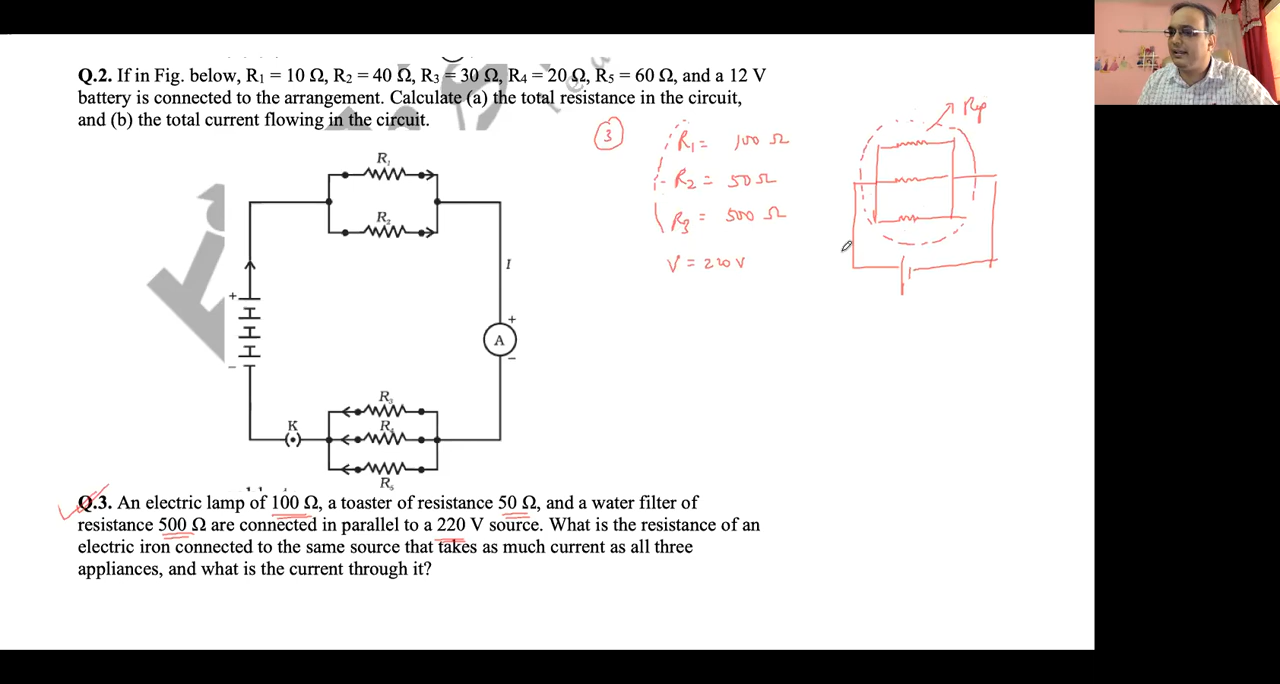 Q.2. If in Fig. below, R₁ = 10 Ω, R₂ = 40 Ω, R₃ = 30 Ω, R₄ = 20 Ω, R₅ = 60 Ω, and a 12 V
battery is connected to the arrangement. Calculate (a) the total resistance in the circuit,
and (b) the total current flowing in the circuit.
R₁
R₂
I
+
-
+
A
-
K
R₃
R₄
R₅
3
R₁ = 100 Ω
R₂ = 50 Ω
R₃ = 500 Ω
V = 220 V
Rp
Q.3. An electric lamp of 100 Ω, a toaster of resistance 50 Ω, and a water filter of
resistance 500 Ω are connected in parallel to a 220 V source. What is the resistance of an
electric iron connected to the same source that takes as much current as all three
appliances, and what is the current through it?